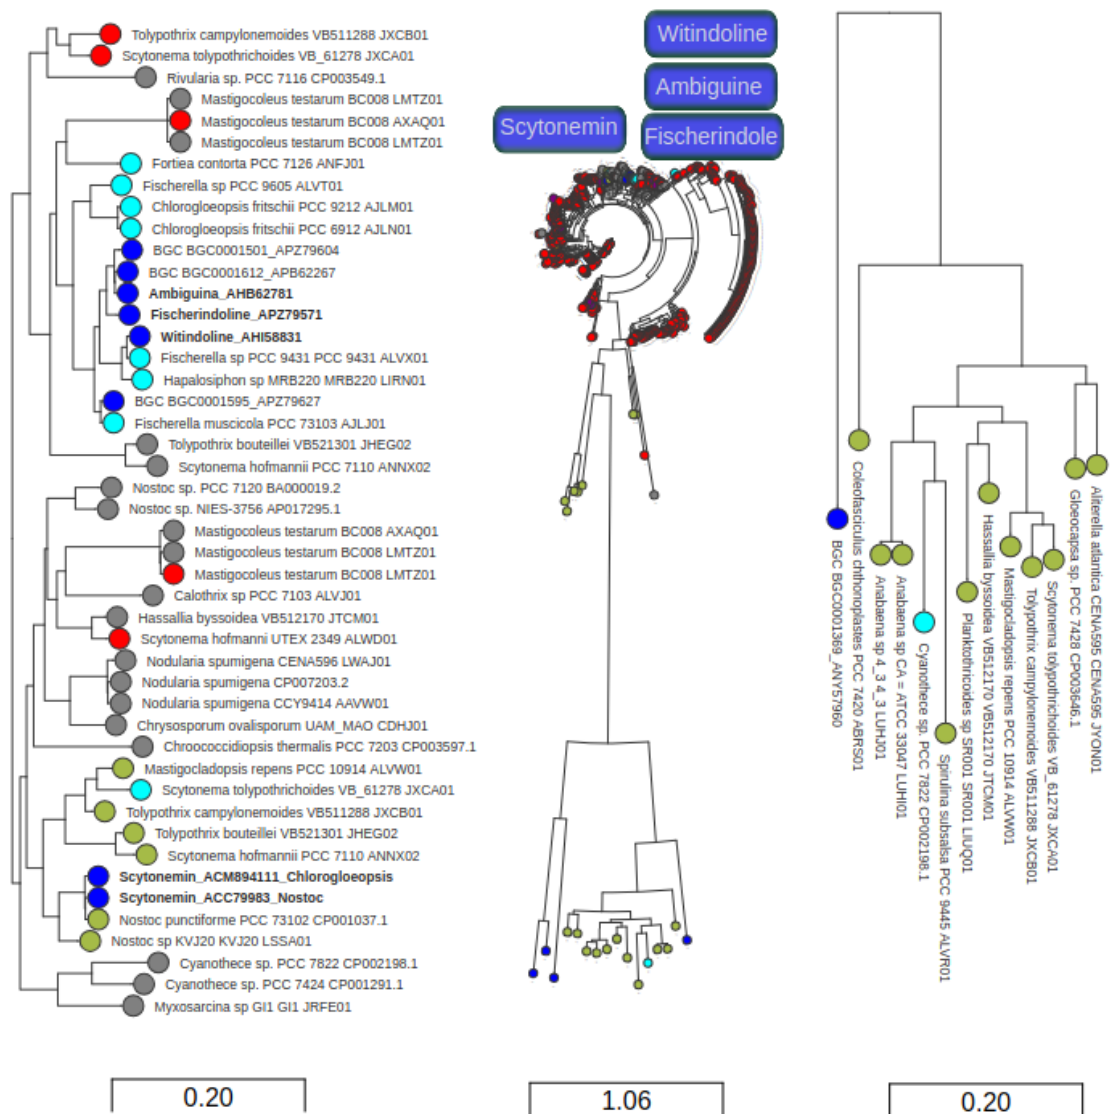 Tolypothrix campylonemoides VB511288 JXCB01
Scytonema tolypothrichoides VB_61278 JXCA01
Rivularia sp. PCC 7116 CP003549.1
Mastigocoleus testarum BC008 LMTZ01
Mastigocoleus testarum BC008 AXAQ01
Mastigocoleus testarum BC008 LMTZ01
Fortiea contorta PCC 7126 ANFJ01
Fischerella sp PCC 9605 ALVT01
Chlorogloeopsis fritschii PCC 9212 AJLM01
Chlorogloeopsis fritschii PCC 6912 AJLN01
BGC BGC0001501_APZ79604
BGC BGC0001612_APB62267
Ambiguina_AHB62781
Fischerindoline_APZ79571
Witindoline_AHI58831
Fischerella sp PCC 9431 PCC 9431 ALVX01
Hapalosiphon sp MRB220 MRB220 LIRN01
BGC BGC0001595_APZ79627
Fischerella muscicola PCC 73103 AJLJ01
Tolypothrix bouteillei VB521301 JHEG02
Scytonema hofmannii PCC 7110 ANNX02
Nostoc sp. PCC 7120 BA000019.2
Nostoc sp. NIES-3756 AP017295.1
Mastigocoleus testarum BC008 AXAQ01
Mastigocoleus testarum BC008 LMTZ01
Mastigocoleus testarum BC008 LMTZ01
Calothrix sp PCC 7103 ALVJ01
Hassallia byssoidea VB512170 JTCM01
Scytonema hofmanni UTEX 2349 ALWD01
Nodularia spumigena CENA596 LWAJ01
Nodularia spumigena CP007203.2
Nodularia spumigena CCY9414 AAVW01
Chrysosporum ovalisporum UAM_MAO CDHJ01
Chroococcidiopsis thermalis PCC 7203 CP003597.1
Mastigocladopsis repens PCC 10914 ALVW01
Scytonema tolypothrichoides VB_61278 JXCA01
Tolypothrix campylonemoides VB511288 JXCB01
Tolypothrix bouteillei VB521301 JHEG02
Scytonema hofmannii PCC 7110 ANNX02
Scytonemin_ACM894111_Chlorogloeopsis
Scytonemin_ACC79983_Nostoc
Nostoc punctiforme PCC 73102 CP001037.1
Nostoc sp KVJ20 KVJ20 LSSA01
Cyanothece sp. PCC 7822 CP002198.1
Cyanothece sp. PCC 7424 CP001291.1
Myxosarcina sp GI1 GI1 JRFE01
0.20
Witindoline
Ambiguine
Scytonemin
Fischerindole
1.06
BGC BGC0001369_ANY57960
Coleofasciculus chthonoplastes PCC 7420 ABRS01
Anabaena sp 4_3 4_3 LUHJ01
Anabaena sp CA = ATCC 33047 LUHI01
Cyanothece sp. PCC 7822 CP002198.1
Spirulina subsalsa PCC 9445 ALVR01
Planktothricoides sp SR001 SR001 LIUQ01
Hassallia byssoidea VB512170 VB512170 JTCM01
Mastigocladopsis repens PCC 10914 ALVW01
Tolypothrix campylonemoides VB511288 JXCB01
Scytonema tolypothrichoides VB_61278 JXCA01
Gloeocapsa sp. PCC 7428 CP003646.1
Aliterella atlantica CENA595 CENA595 JYON01
0.20